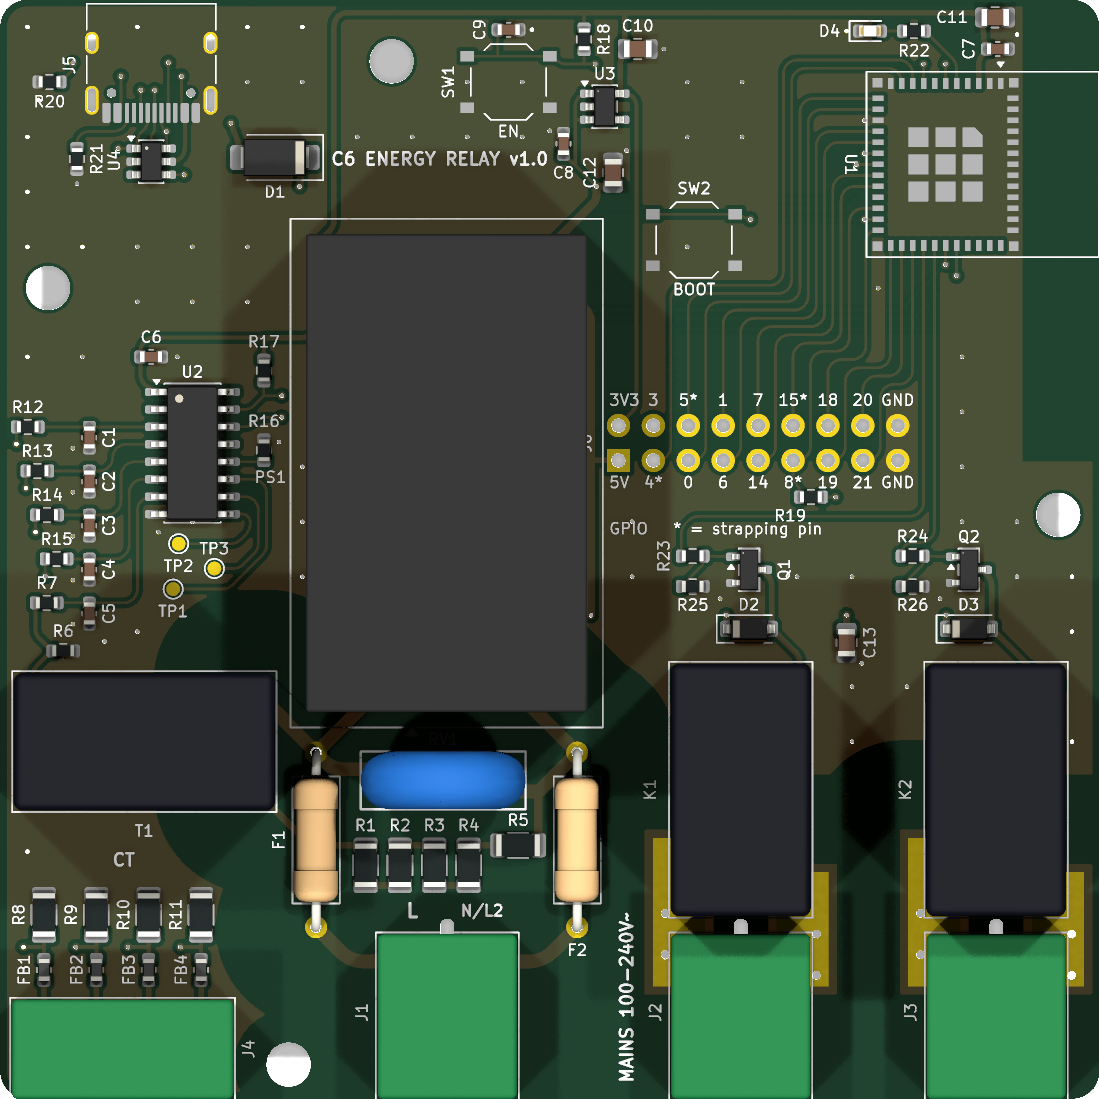 C9
R18
C10
D4
R22
C11
C7
J5
R20
SW1
U3
EN
R21
U4
D1
C6 ENERGY RELAY v1.0
C8
C12
U1
SW2
BOOT
C6
U2
R17
R16
PS1
R12
R13
R14
R15
R7
R6
C1
C2
C3
C4
C5
TP2
TP3
TP1
3V3 3 5* 1 7 15* 18 20 GND
5V 4* 0 6 14 8* 19 21 GND
R19
GPIO * = strapping pin
R23
Q1
R24
Q2
R25
D2
R26
D3
C13
T1
CT
RV1
F1
R1 R2 R3 R4 R5
L N/L2
F2
K1
K2
R8 R9 R10 R11
FB1 FB2 FB3 FB4
J4
J1
MAINS 100-240V~
J2
J3